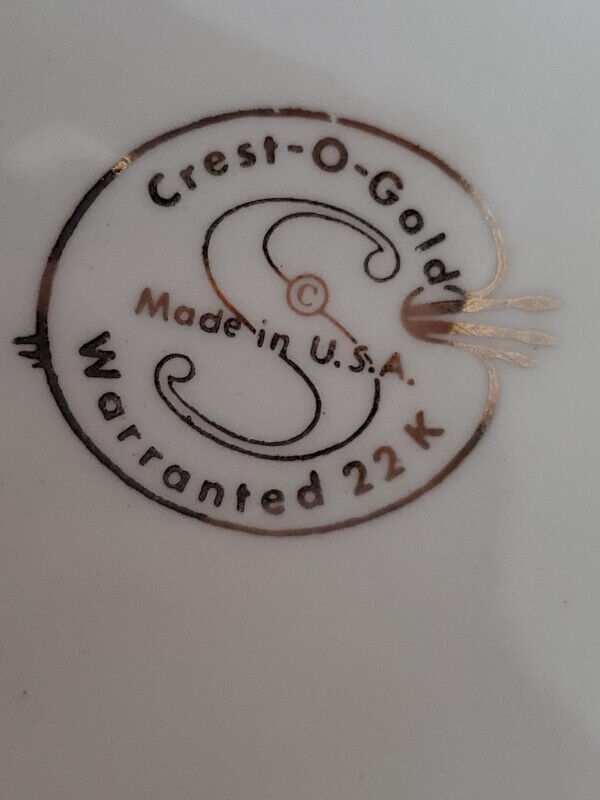 Crest-O-Gold
S
©
Made in U.S.A.
Warranted 22 K